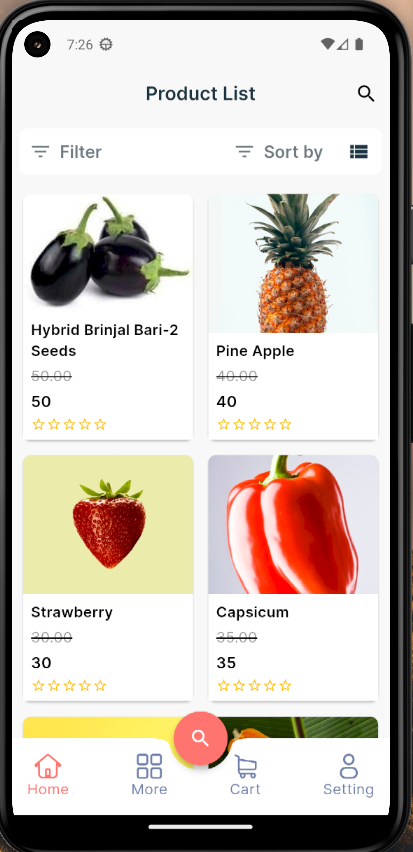 7:26
Product List
Filter
Sort by
Hybrid Brinjal Bari-2
Seeds
50.00
50
Pine Apple
40.00
40
Strawberry
30.00
30
Capsicum
35.00
35
Home
More
Cart
Setting